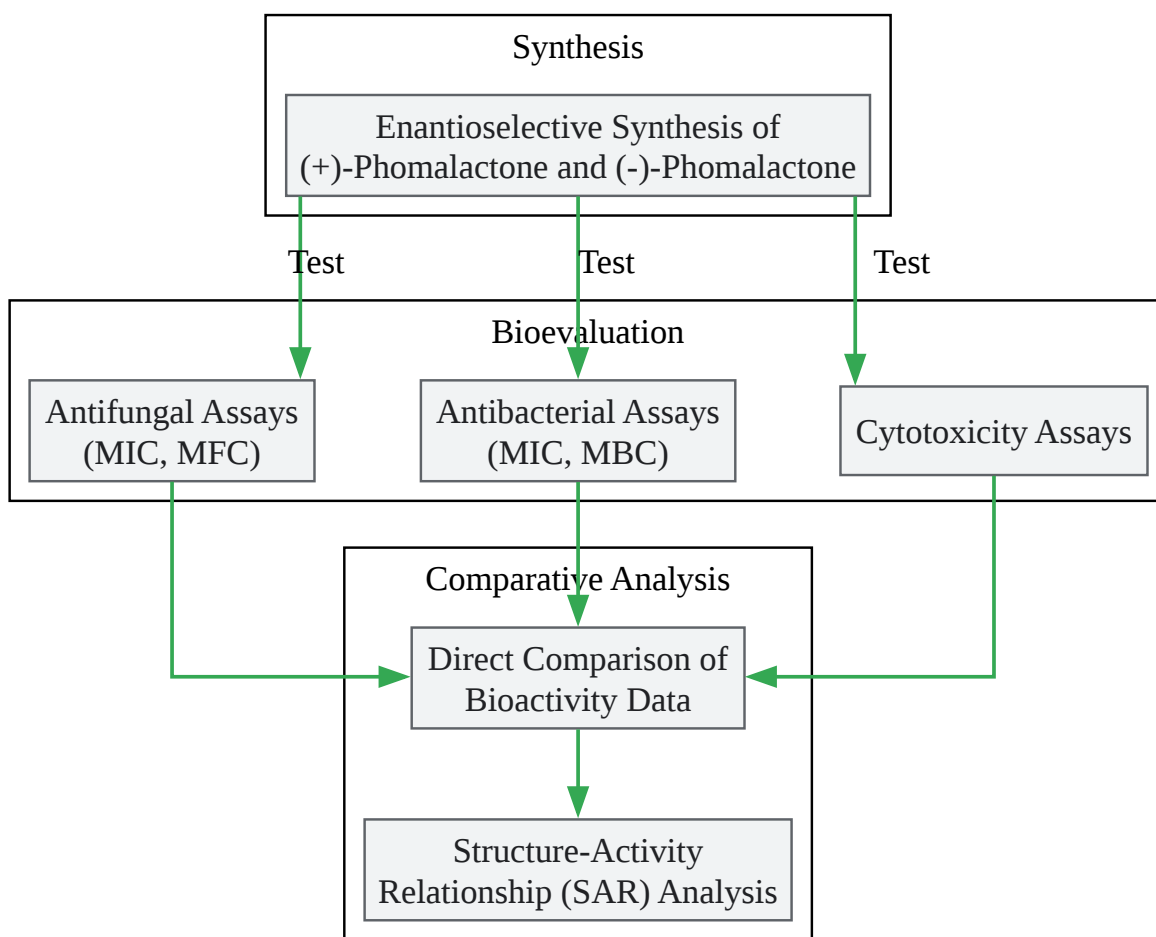 Synthesis
Enantioselective Synthesis of
(+)-Phomalactone and (-)-Phomalactone
Test
Test
Test
Bioevaluation
Antifungal Assays
(MIC, MFC)
Antibacterial Assays
(MIC, MBC)
Cytotoxicity Assays
Comparative Analysis
Direct Comparison of
Bioactivity Data
Structure-Activity
Relationship (SAR) Analysis